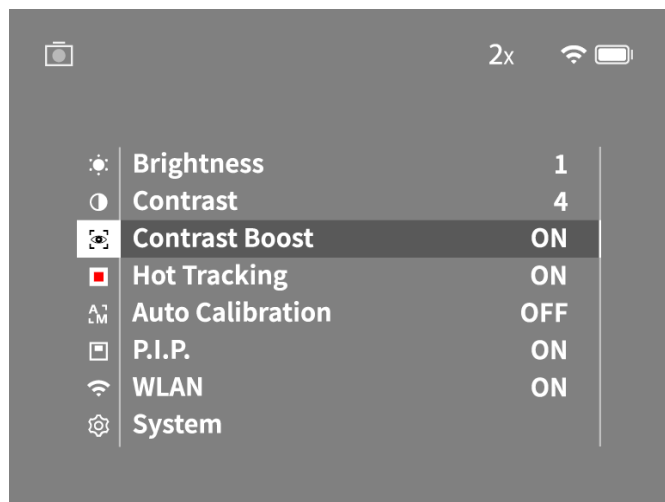 2x
Brightness 1
Contrast 4
Contrast Boost ON
Hot Tracking ON
A M Auto Calibration OFF
P.I.P. ON
WLAN ON
System